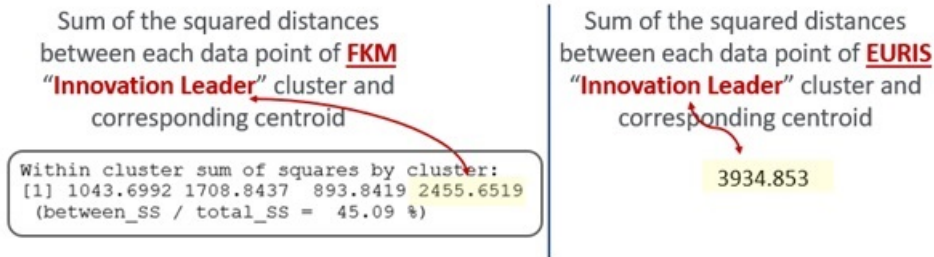 Sum of the squared distances
between each data point of FKM
“Innovation Leader” cluster and
corresponding centroid
Within cluster sum of squares by cluster:
[1] 1043.6992 1708.8437  893.8419 2455.6519
(between_SS / total_SS =  45.09 %)
Sum of the squared distances
between each data point of EURIS
“Innovation Leader” cluster and
corresponding centroid
3934.853